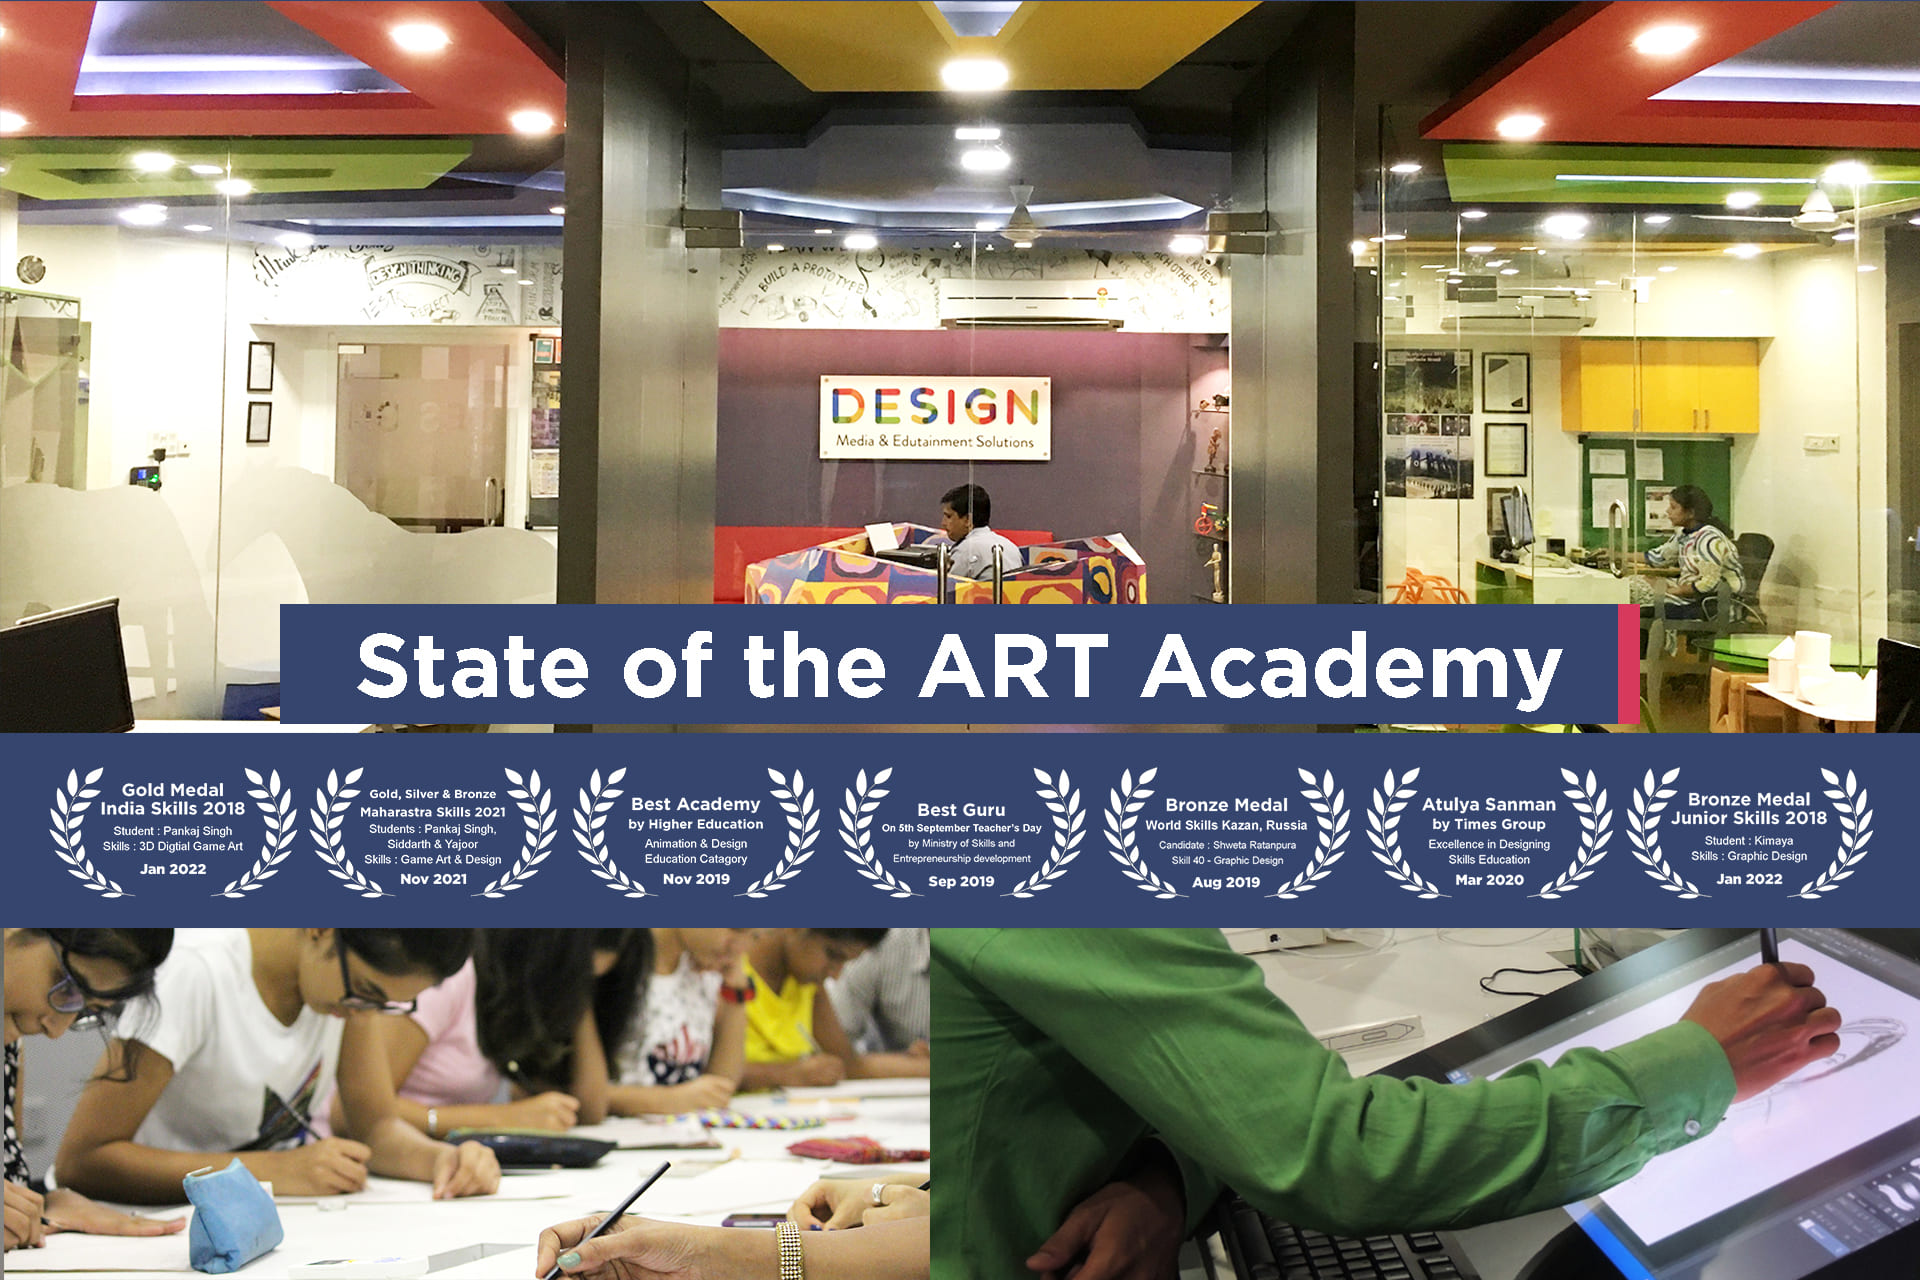 DESIGN THINKING
BUILD A PROTOTYPE
DESIGN
Media & Edutainment Solutions
State of the ART Academy
Gold Medal
India Skills 2018
Student : Pankaj Singh
Skills : 3D Digtial Game Art
Jan 2022
Gold, Silver & Bronze
Maharastra Skills 2021
Students : Pankaj Singh,
Siddarth & Yajoor
Skills : Game Art & Design
Nov 2021
Best Academy
by Higher Education
Animation & Design
Education Catagory
Nov 2019
Best Guru
On 5th September Teacher's Day
by Ministry of Skills and
Entrepreneurship development
Sep 2019
Bronze Medal
World Skills Kazan, Russia
Candidate : Shweta Ratanpura
Skill 40 - Graphic Design
Aug 2019
Atulya Sanman
by Times Group
Excellence in Designing
Skills Education
Mar 2020
Bronze Medal
Junior Skills 2018
Student : Kimaya
Skills : Graphic Design
Jan 2022